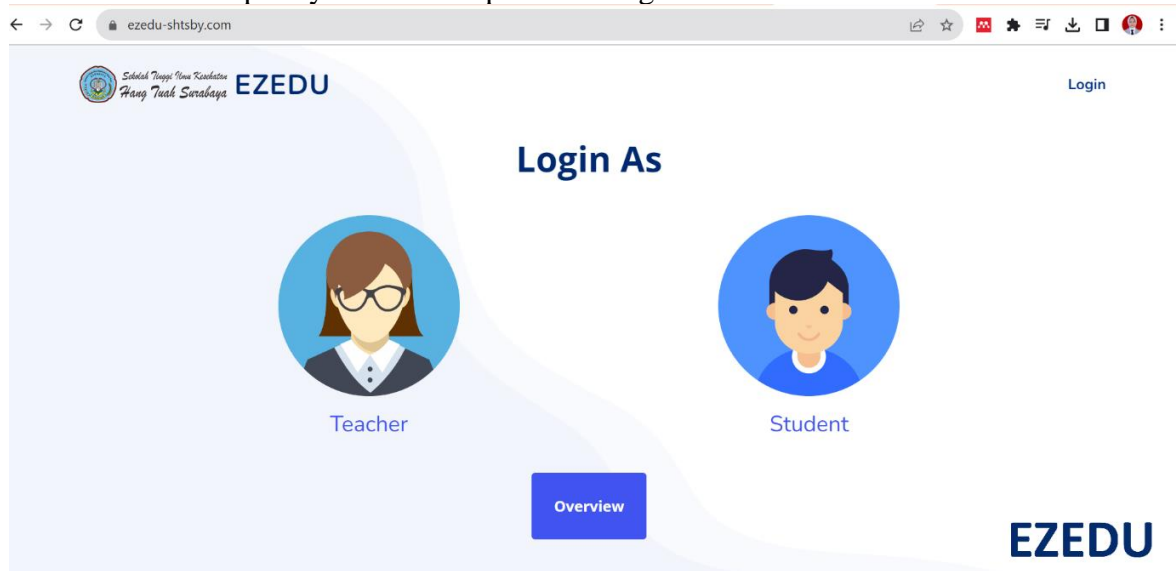 ezedu-shtsby.com
Sekolah Tinggi Ilmu Kesehatan
Hang Tuah Surabaya
EZEDU
Login
Login As
Teacher
Student
Overview
EZEDU